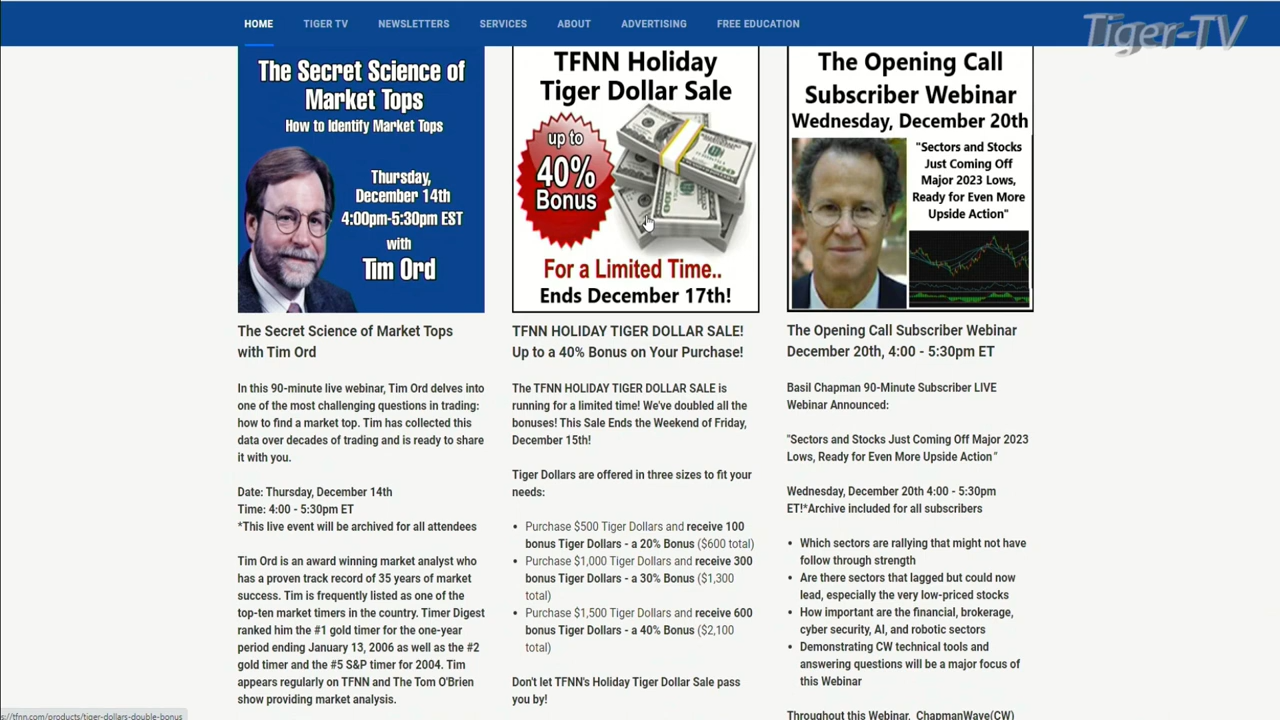 HOME
TIGER TV
NEWSLETTERS
SERVICES
ABOUT
ADVERTISING
FREE EDUCATION
Tiger-TV
The Secret Science of
Market Tops
How to Identify Market Tops
Thursday,
December 14th
4:00pm-5:30pm EST
with
Tim Ord
The Secret Science of Market Tops
with Tim Ord
In this 90-minute live webinar, Tim Ord delves into
one of the most challenging questions in trading:
how to find a market top. Tim has collected this
data over decades of trading and is ready to share
it with you.
Date: Thursday, December 14th
Time: 4:00 - 5:30pm ET
*This live event will be archived for all attendees
Tim Ord is an award winning market analyst who
has a proven track record of 35 years of market
success. Tim is frequently listed as one of the
top-ten market timers in the country. Timer Digest
ranked him the #1 gold timer for the one-year
period ending January 13, 2006 as well as the #2
gold timer and the #5 S&P timer for 2004. Tim
appears regularly on TFNN and The Tom O'Brien
show providing market analysis.
TFNN Holiday
Tiger Dollar Sale
up to
40%
Bonus
For a Limited Time..
Ends December 17th!
TFNN HOLIDAY TIGER DOLLAR SALE!
Up to a 40% Bonus on Your Purchase!
The TFNN HOLIDAY TIGER DOLLAR SALE is
running for a limited time! We've doubled all the
bonuses! This Sale Ends the Weekend of Friday,
December 15th!
Tiger Dollars are offered in three sizes to fit your
needs:
• Purchase $500 Tiger Dollars and receive 100
bonus Tiger Dollars - a 20% Bonus ($600 total)
• Purchase $1,000 Tiger Dollars and receive 300
bonus Tiger Dollars - a 30% Bonus ($1,300
total)
• Purchase $1,500 Tiger Dollars and receive 600
bonus Tiger Dollars - a 40% Bonus ($2,100
total)
Don't let TFNN's Holiday Tiger Dollar Sale pass
you by!
The Opening Call
Subscriber Webinar
Wednesday, December 20th
"Sectors and Stocks
Just Coming Off
Major 2023 Lows,
Ready for Even More
Upside Action"
The Opening Call Subscriber Webinar
December 20th, 4:00 - 5:30pm ET
Basil Chapman 90-Minute Subscriber LIVE
Webinar Announced:
"Sectors and Stocks Just Coming Off Major 2023
Lows, Ready for Even More Upside Action"
Wednesday, December 20th 4:00 - 5:30pm
ET!*Archive included for all subscribers
• Which sectors are rallying that might not have
follow through strength
• Are there sectors that lagged but could now
lead, especially the very low-priced stocks
• How important are the financial, brokerage,
cyber security, AI, and robotic sectors
• Demonstrating CW technical tools and
answering questions will be a major focus of
this Webinar
Throughout this Webinar, ChapmanWave(CW)
s://tfnn.com/products/tiger-dollars-double-bonus